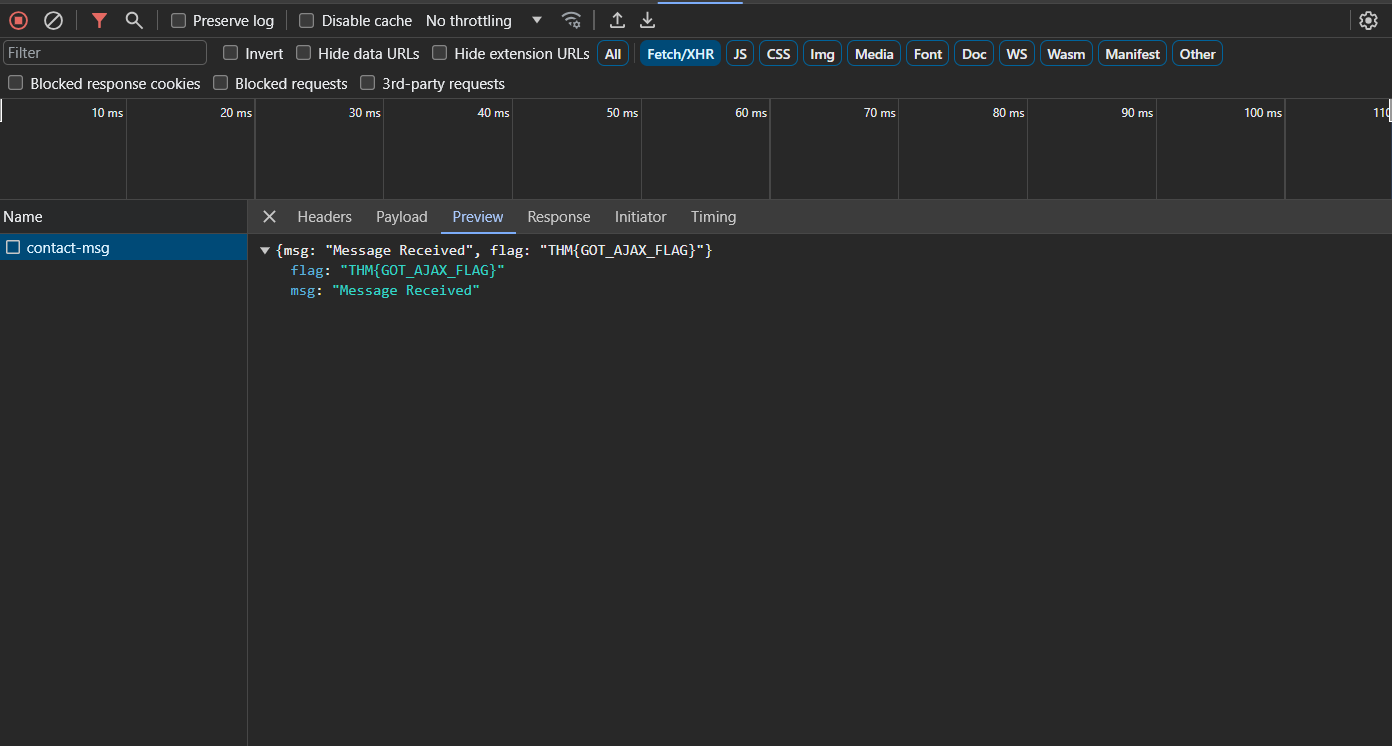 Preserve log Disable cache No throttling
Filter Invert Hide data URLs Hide extension URLs All Fetch/XHR JS CSS Img Media Font Doc WS Wasm Manifest Other
Blocked response cookies Blocked requests 3rd-party requests
10 ms 20 ms 30 ms 40 ms 50 ms 60 ms 70 ms 80 ms 90 ms 100 ms
Name Headers Payload Preview Response Initiator Timing
contact-msg {msg: "Message Received", flag: "THM{GOT_AJAX_FLAG}"}
flag: "THM{GOT_AJAX_FLAG}"
msg: "Message Received"